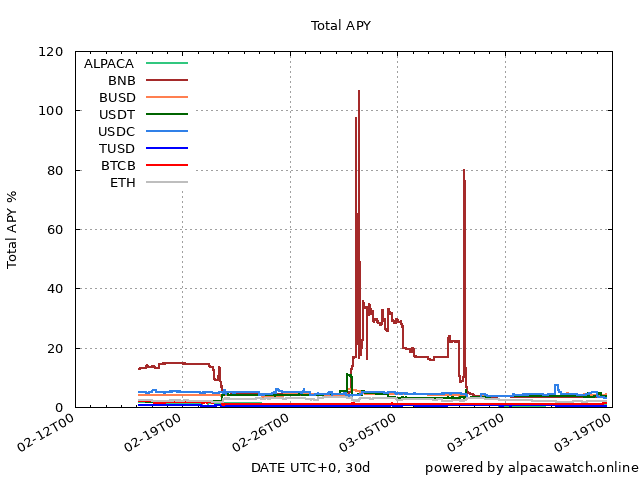 Total APY
Total APY %
120
100
80
60
40
20
0
ALPACA
BNB
BUSD
USDT
USDC
TUSD
BTCB
ETH
02-12T00
02-19T00
02-26T00
03-05T00
03-12T00
03-19T00
DATE UTC+0, 30d
powered by alpacawatch.online